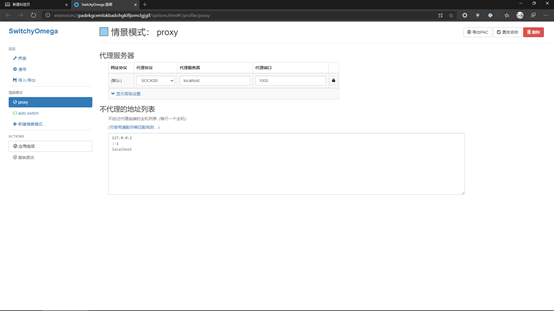 新建标签页
SwitchyOmega 选项
extension://padekgcemlokbadohgkifijomclgjgif/options.html#!/profile/proxy
SwitchyOmega
情景模式： proxy
导出PAC
更改名称
删除
设定
界面
通用
导入/导出
情景模式
proxy
auto switch
新建情景模式…
ACTIONS
应用选项
撤销更改
代理服务器
网址协议 代理协议 代理服务器 代理端口
(默认) SOCKS5 localhost
显示高级设置
不代理的地址列表
不经过代理连接的主机列表: (每行一个主机)
(可使用通配符等匹配规则…)
127.0.0.1
::1
localhost